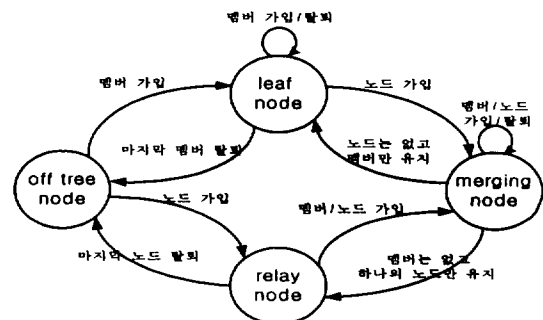 멤버 가입/탈퇴
leaf
node
멤버 가입
노드 가입
멤버/노드
가입/탈퇴
마지막 멤버 탈퇴
노드는 없고
멤버만 유지
off tree
node
merging
node
노드 가입
멤버/노드 가입
마지막 노드 탈퇴
relay
node
멤버는 없고
하나의 노드만 유지